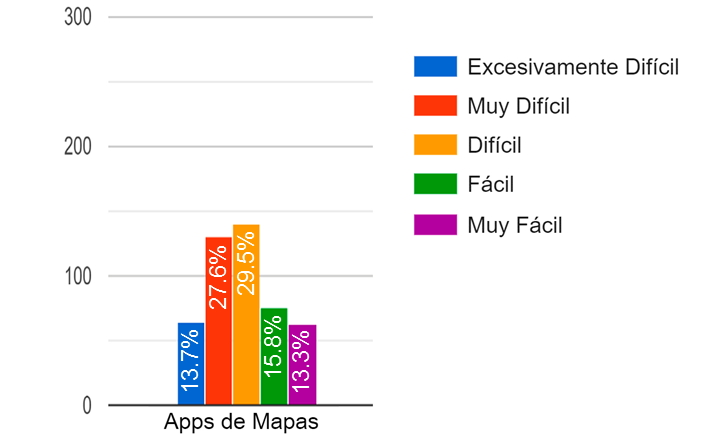 300
200
100
0
13.7%
27.6%
29.5%
15.8%
13.3%
Apps de Mapas
Excesivamente Difícil
Muy Difícil
Difícil
Fácil
Muy Fácil